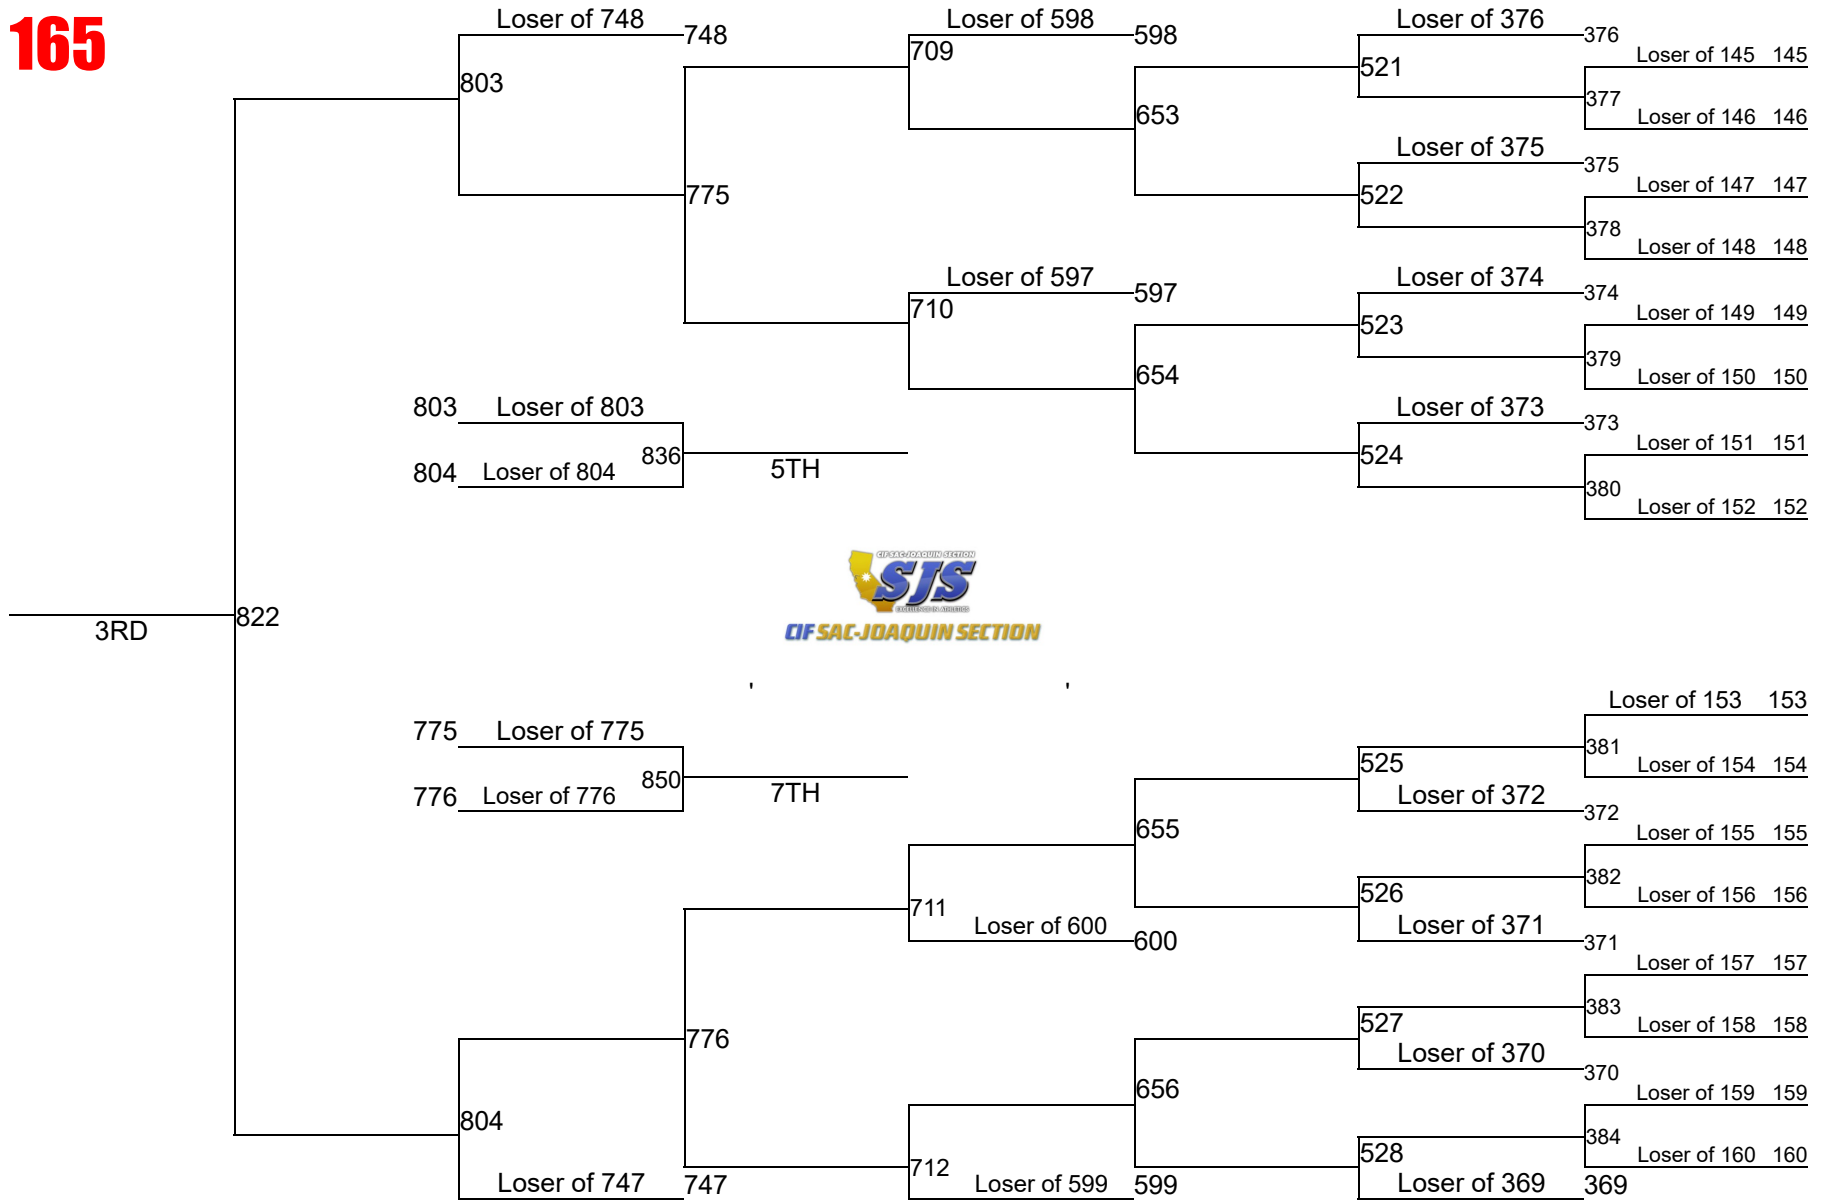 165
Loser of 748 748 Loser of 598 598 Loser of 376 376
709
Loser of 145 145
521
803
377
653
Loser of 146 146
Loser of 375 375
Loser of 147 147
775 522
378
Loser of 148 148
Loser of 597 597 Loser of 374 374
710
Loser of 149 149
523
379
654
Loser of 150 150
803 Loser of 803 Loser of 373 373
Loser of 151 151
836 524
804 Loser of 804 5TH
380
Loser of 152 152
CIF SAC-JOAQUIN SECTION
SJS
EXCELLENCE IN ATHLETICS
822
3RD
CIF SAC-JOAQUIN SECTION
' '
Loser of 153 153
775 Loser of 775
381
525
Loser of 154 154
850
776 Loser of 776 7TH Loser of 372 372
655
Loser of 155 155
382
526
Loser of 156 156
711
Loser of 600 600 Loser of 371 371
Loser of 157 157
383
527
Loser of 158 158
776
Loser of 370 370
656
Loser of 159 159
804
384
528
Loser of 160 160
712
Loser of 747 747 Loser of 599 599 Loser of 369 369